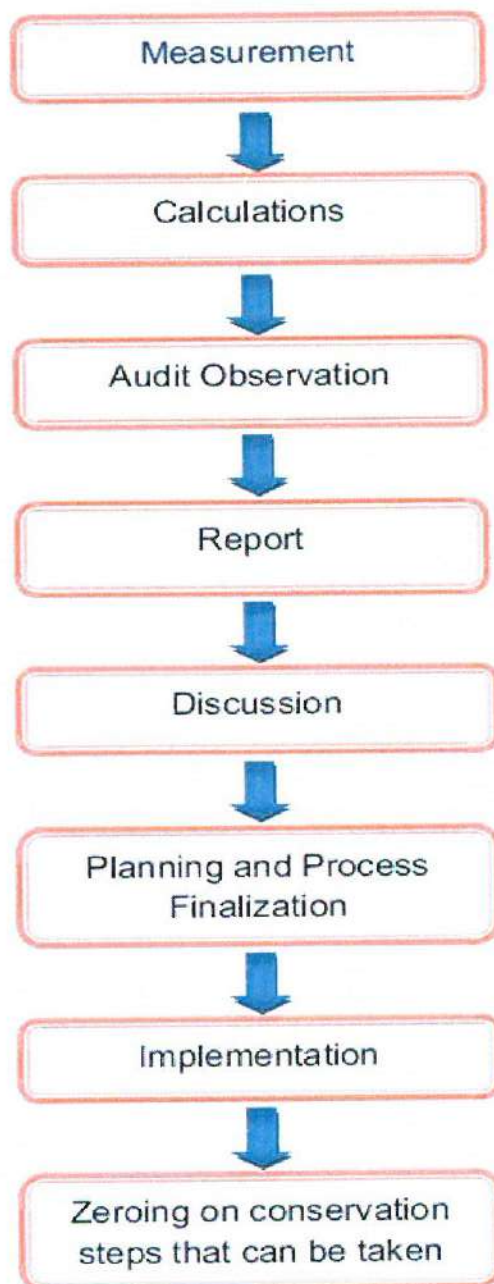 Measurement
Calculations
Audit Observation
Report
Discussion
Planning and Process
Finalization
Implementation
Zeroing on conservation
steps that can be taken